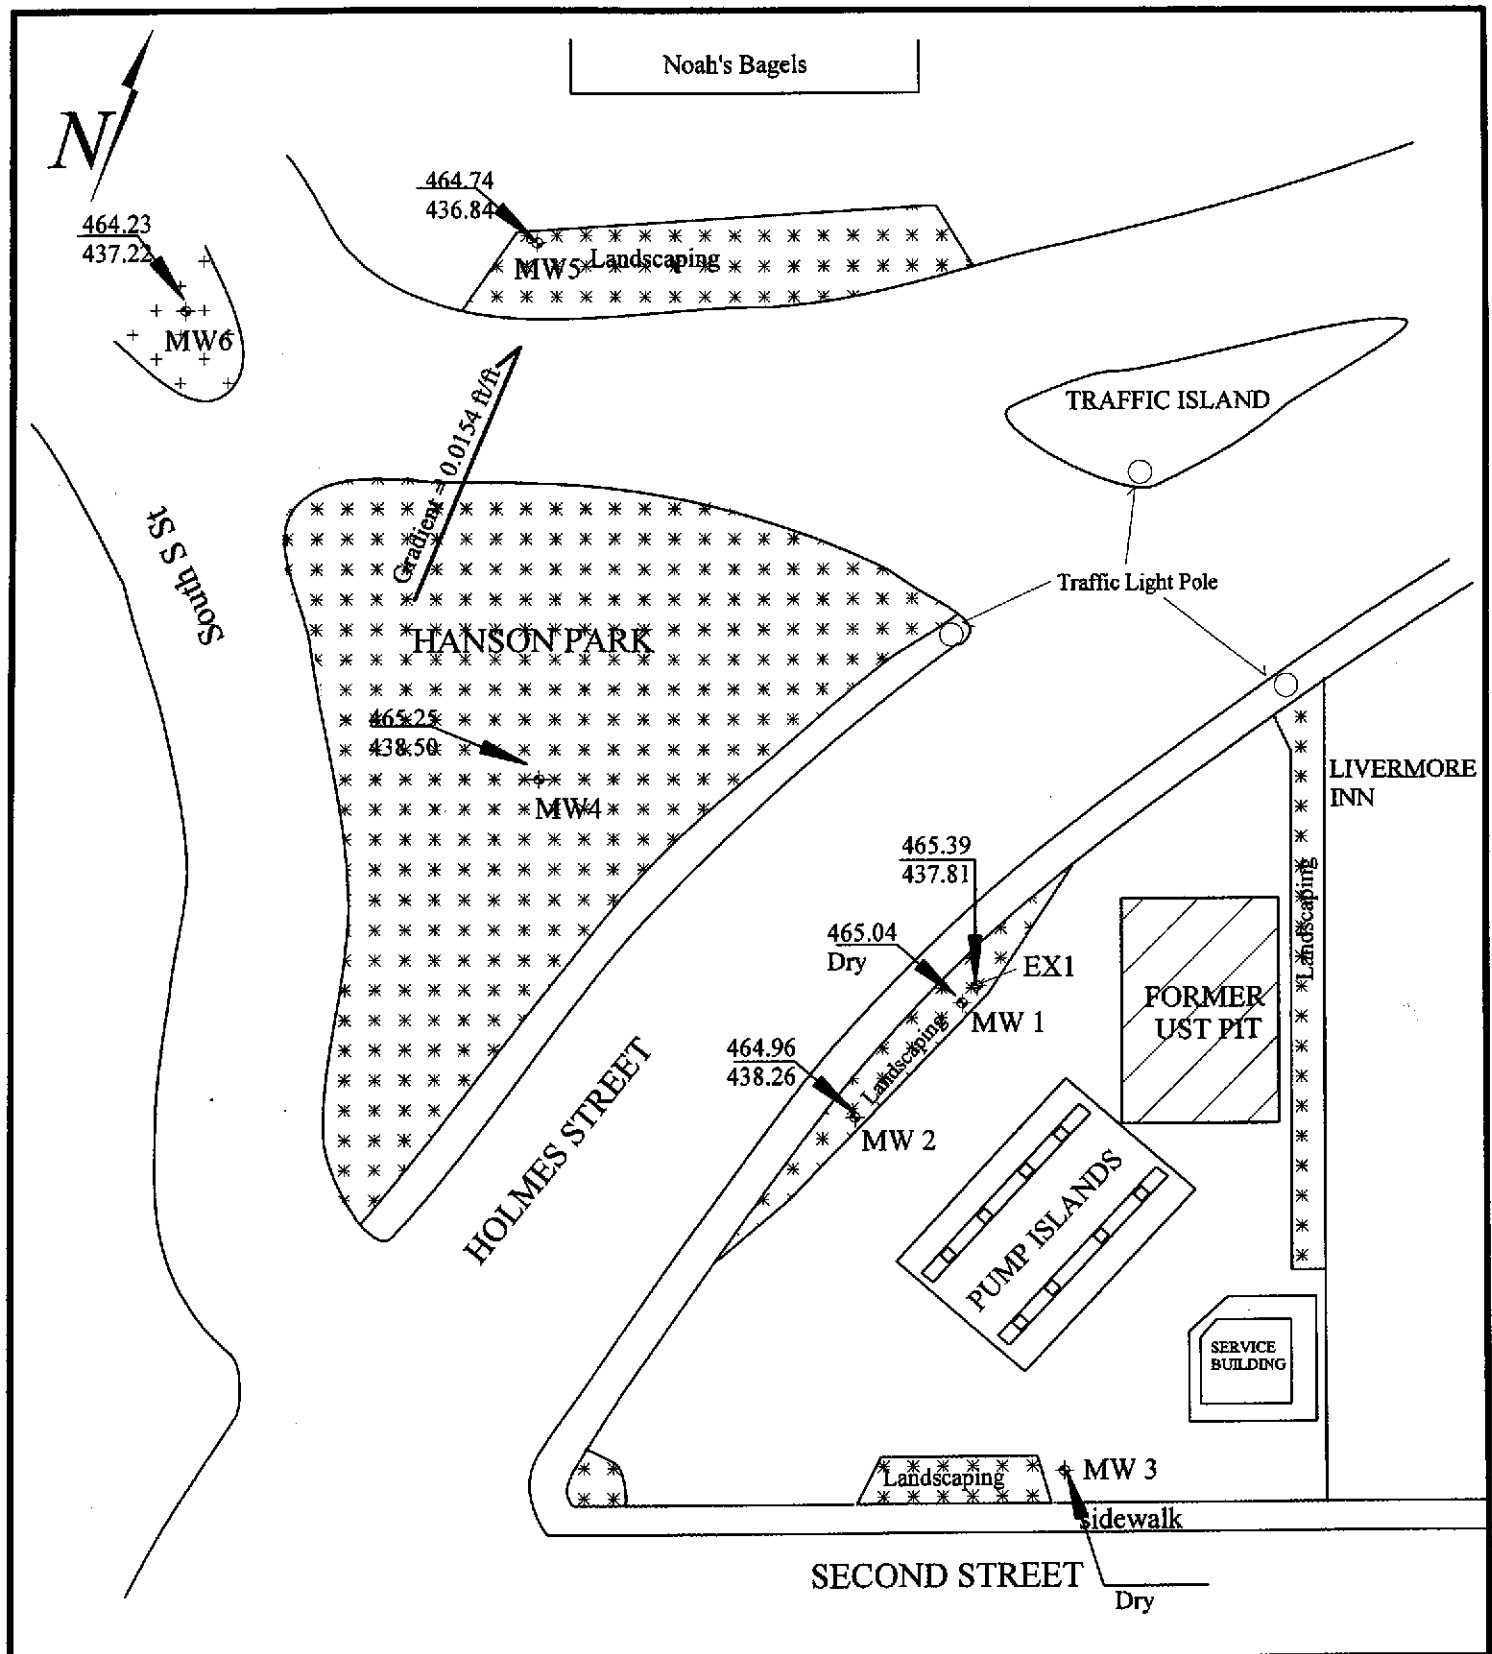 Noah's Bagels
N
464.74
436.84
464.23
437.22
MW5
Landscaping
MW6
Gradient = 0.0154 ft/ft
TRAFFIC ISLAND
South S St
Traffic Light Pole
HANSON PARK
465.25
438.50
MW4
LIVERMORE
INN
465.39
437.81
Landscaping
465.04
Dry
EX1
MW 1
FORMER
UST PIT
Landscaping
464.96
438.26
MW 2
HOLMES STREET
PUMP ISLANDS
SERVICE
BUILDING
Landscaping
MW 3
sidewalk
SECOND STREET
Dry